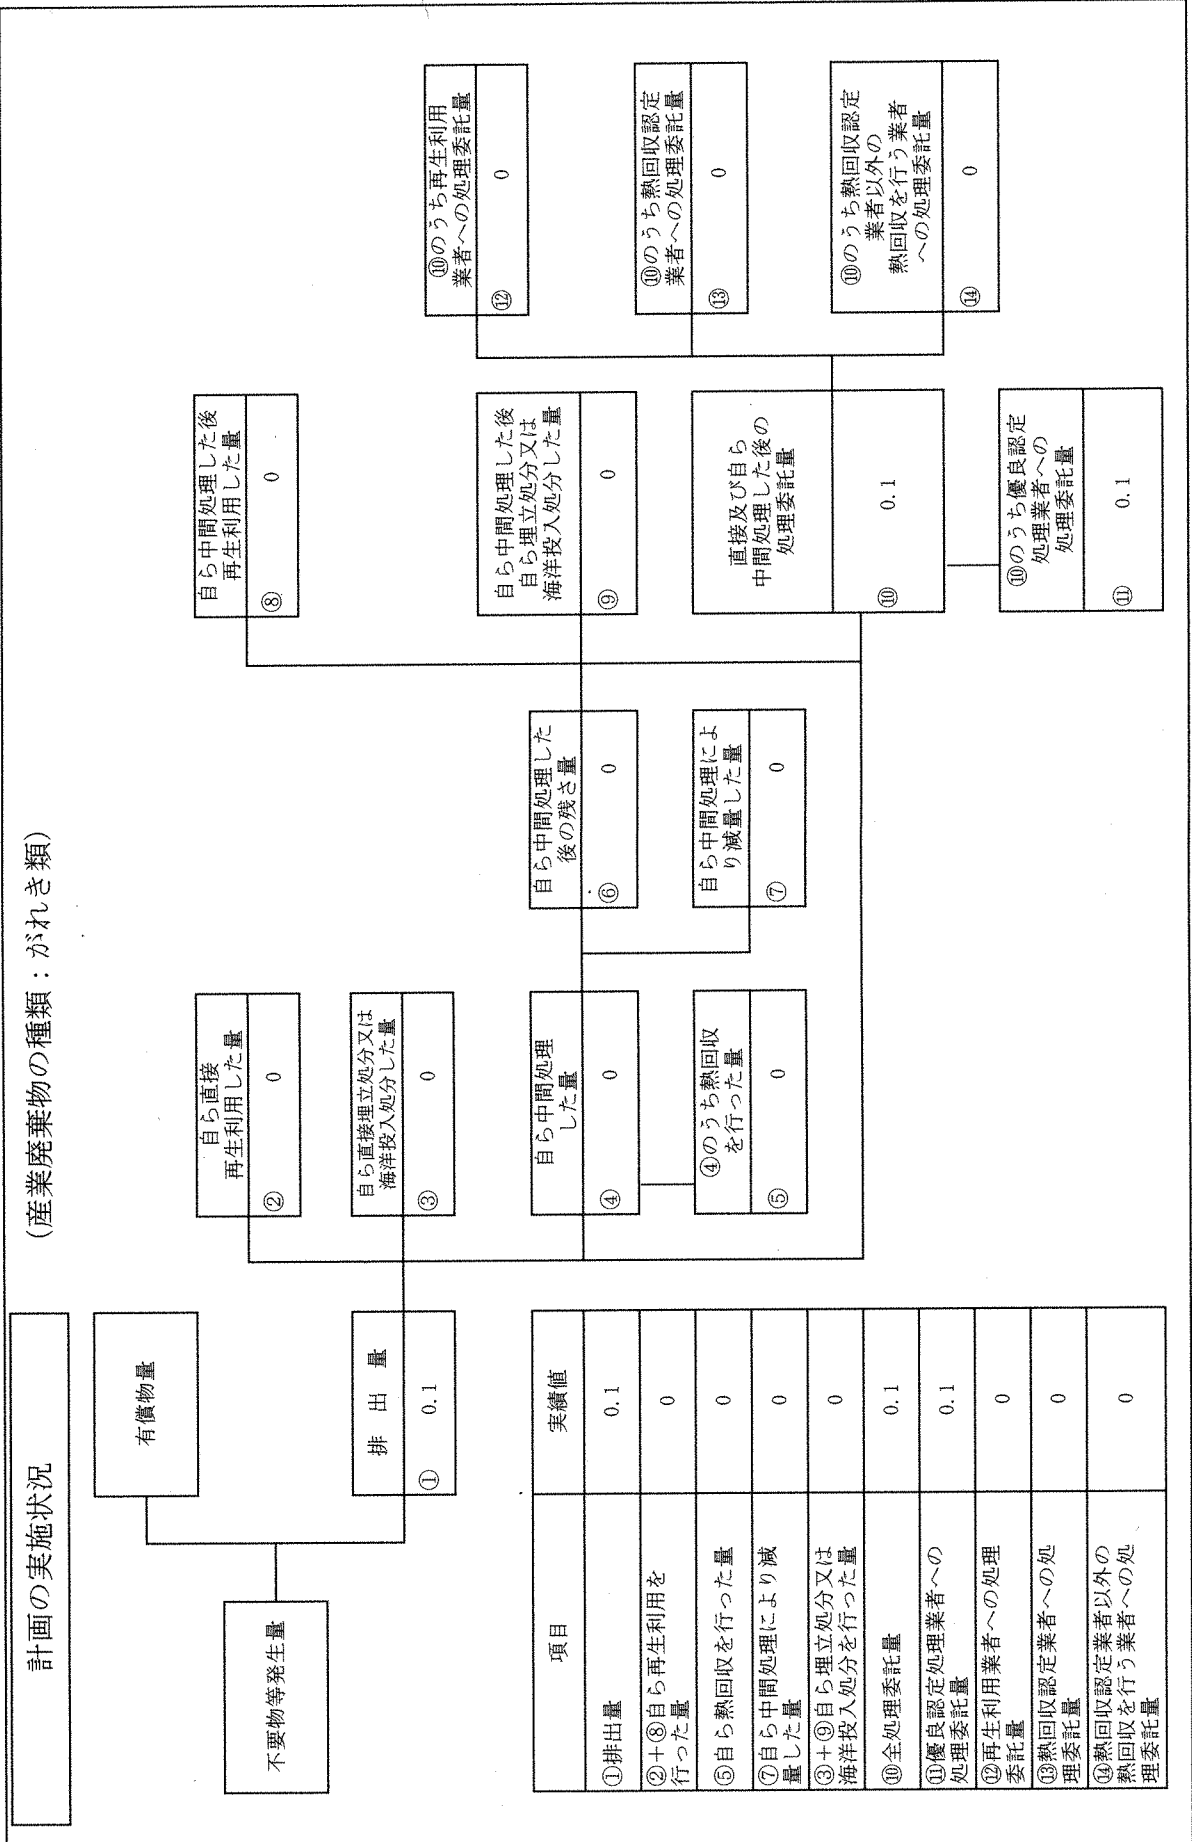 計画の実施状況
(産業廃棄物の種類：がれき類)
不要物等発生量
有償物量
排 出 量
① 0.1
自ら直接
再生利用した量
② 0
自ら直接埋立処分又は
海洋投入処分した量
③ 0
自ら中間処理
した量
④ 0
④のうち熱回収
を行った量
⑤ 0
自ら中間処理した
後の残さ量
⑥ 0
自ら中間処理によ
り減量した量
⑦ 0
自ら中間処理した後
再生利用した量
⑧ 0
自ら中間処理した後
自ら埋立処分又は
海洋投入処分した量
⑨ 0
直接及び自ら
中間処理した後の
処理委託量
⑩ 0.1
⑩のうち優良認定
処理業者への
処理委託量
⑪ 0.1
⑩のうち再生利用
業者への処理委託量
⑫ 0
⑩のうち熱回収認定
業者への処理委託量
⑬ 0
⑩のうち熱回収認定
業者以外の
熱回収を行う業者
への処理委託量
⑭ 0
項目 実績値
①排出量 0.1
②＋⑧自ら再生利用を
行った量 0
⑤自ら熱回収を行った量 0
⑦自ら中間処理により減
量した量 0
③＋⑨自ら埋立処分又は
海洋投入処分を行った量 0
⑩全処理委託量 0.1
⑪優良認定処理業者への
処理委託量 0.1
⑫再生利用業者への処理
委託量 0
⑬熱回収認定業者への処
理委託量 0
⑭熱回収認定業者以外の
熱回収を行う業者への処
理委託量 0